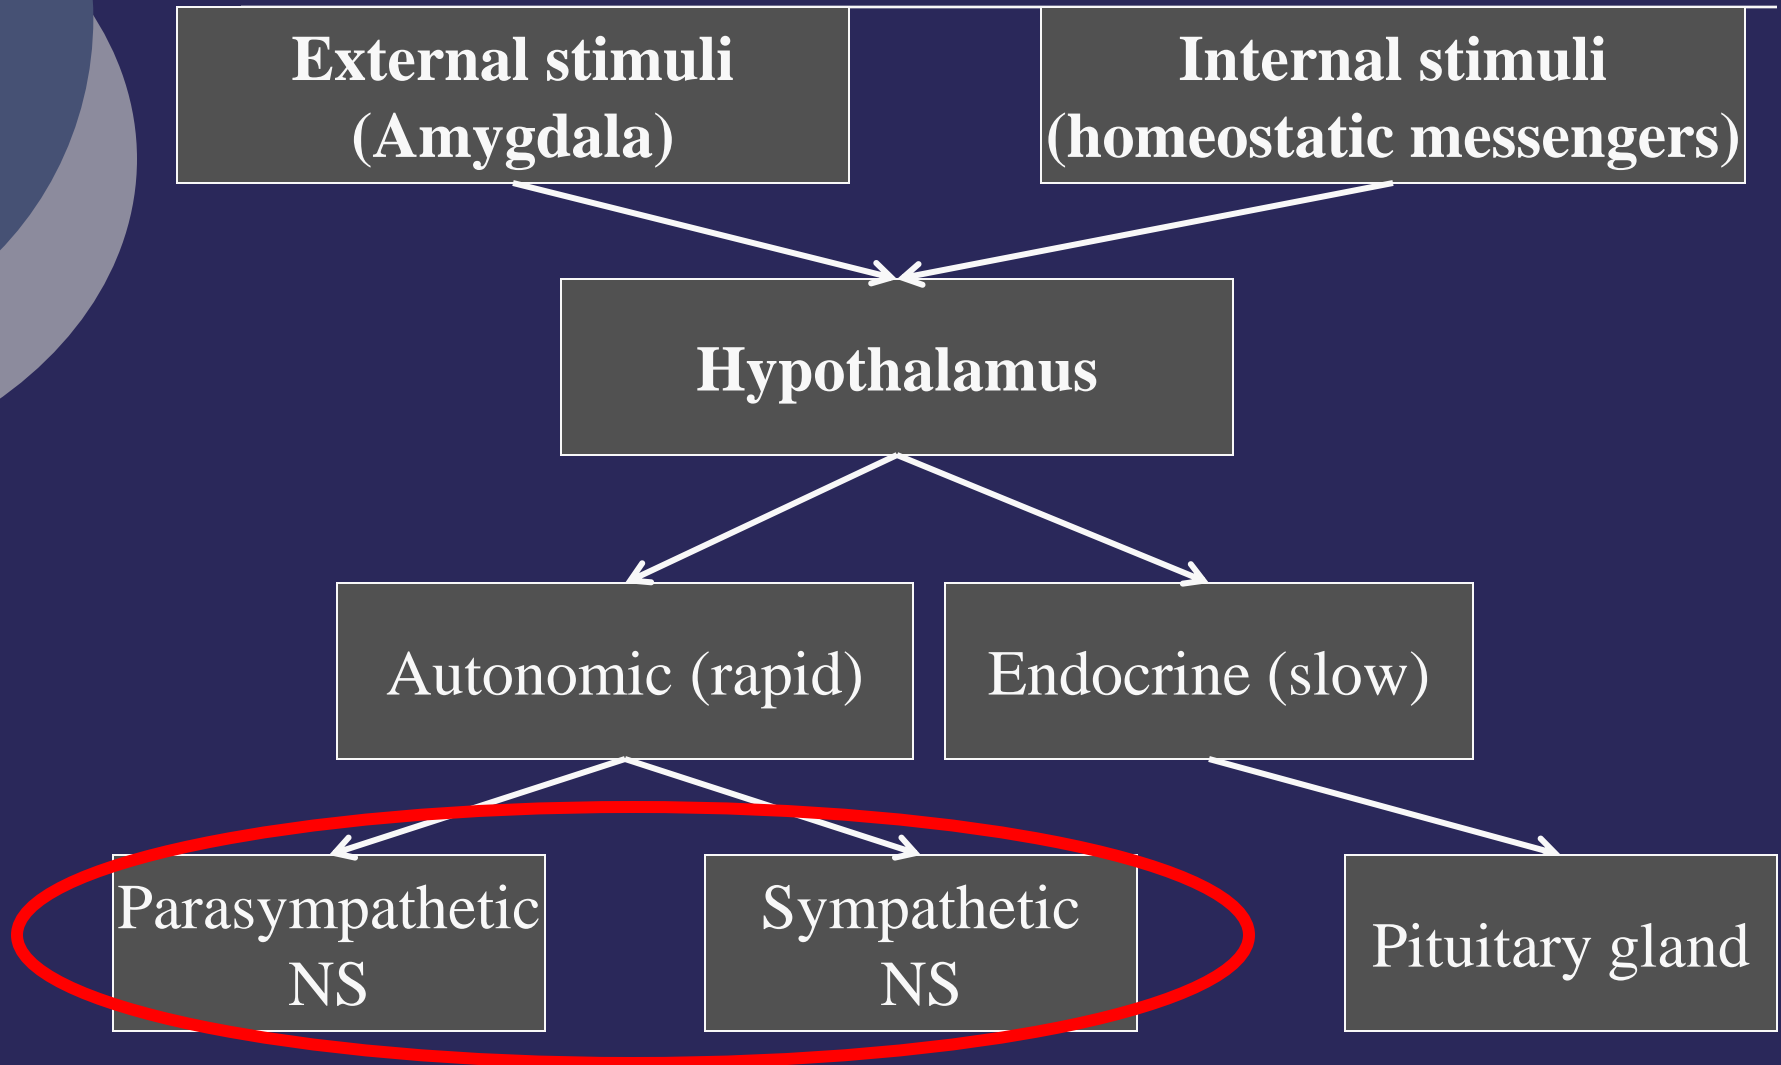 External stimuli
(Amygdala)
Internal stimuli
(homeostatic messengers)
Hypothalamus
Autonomic (rapid)
Endocrine (slow)
Parasympathetic
NS
Sympathetic
NS
Pituitary gland